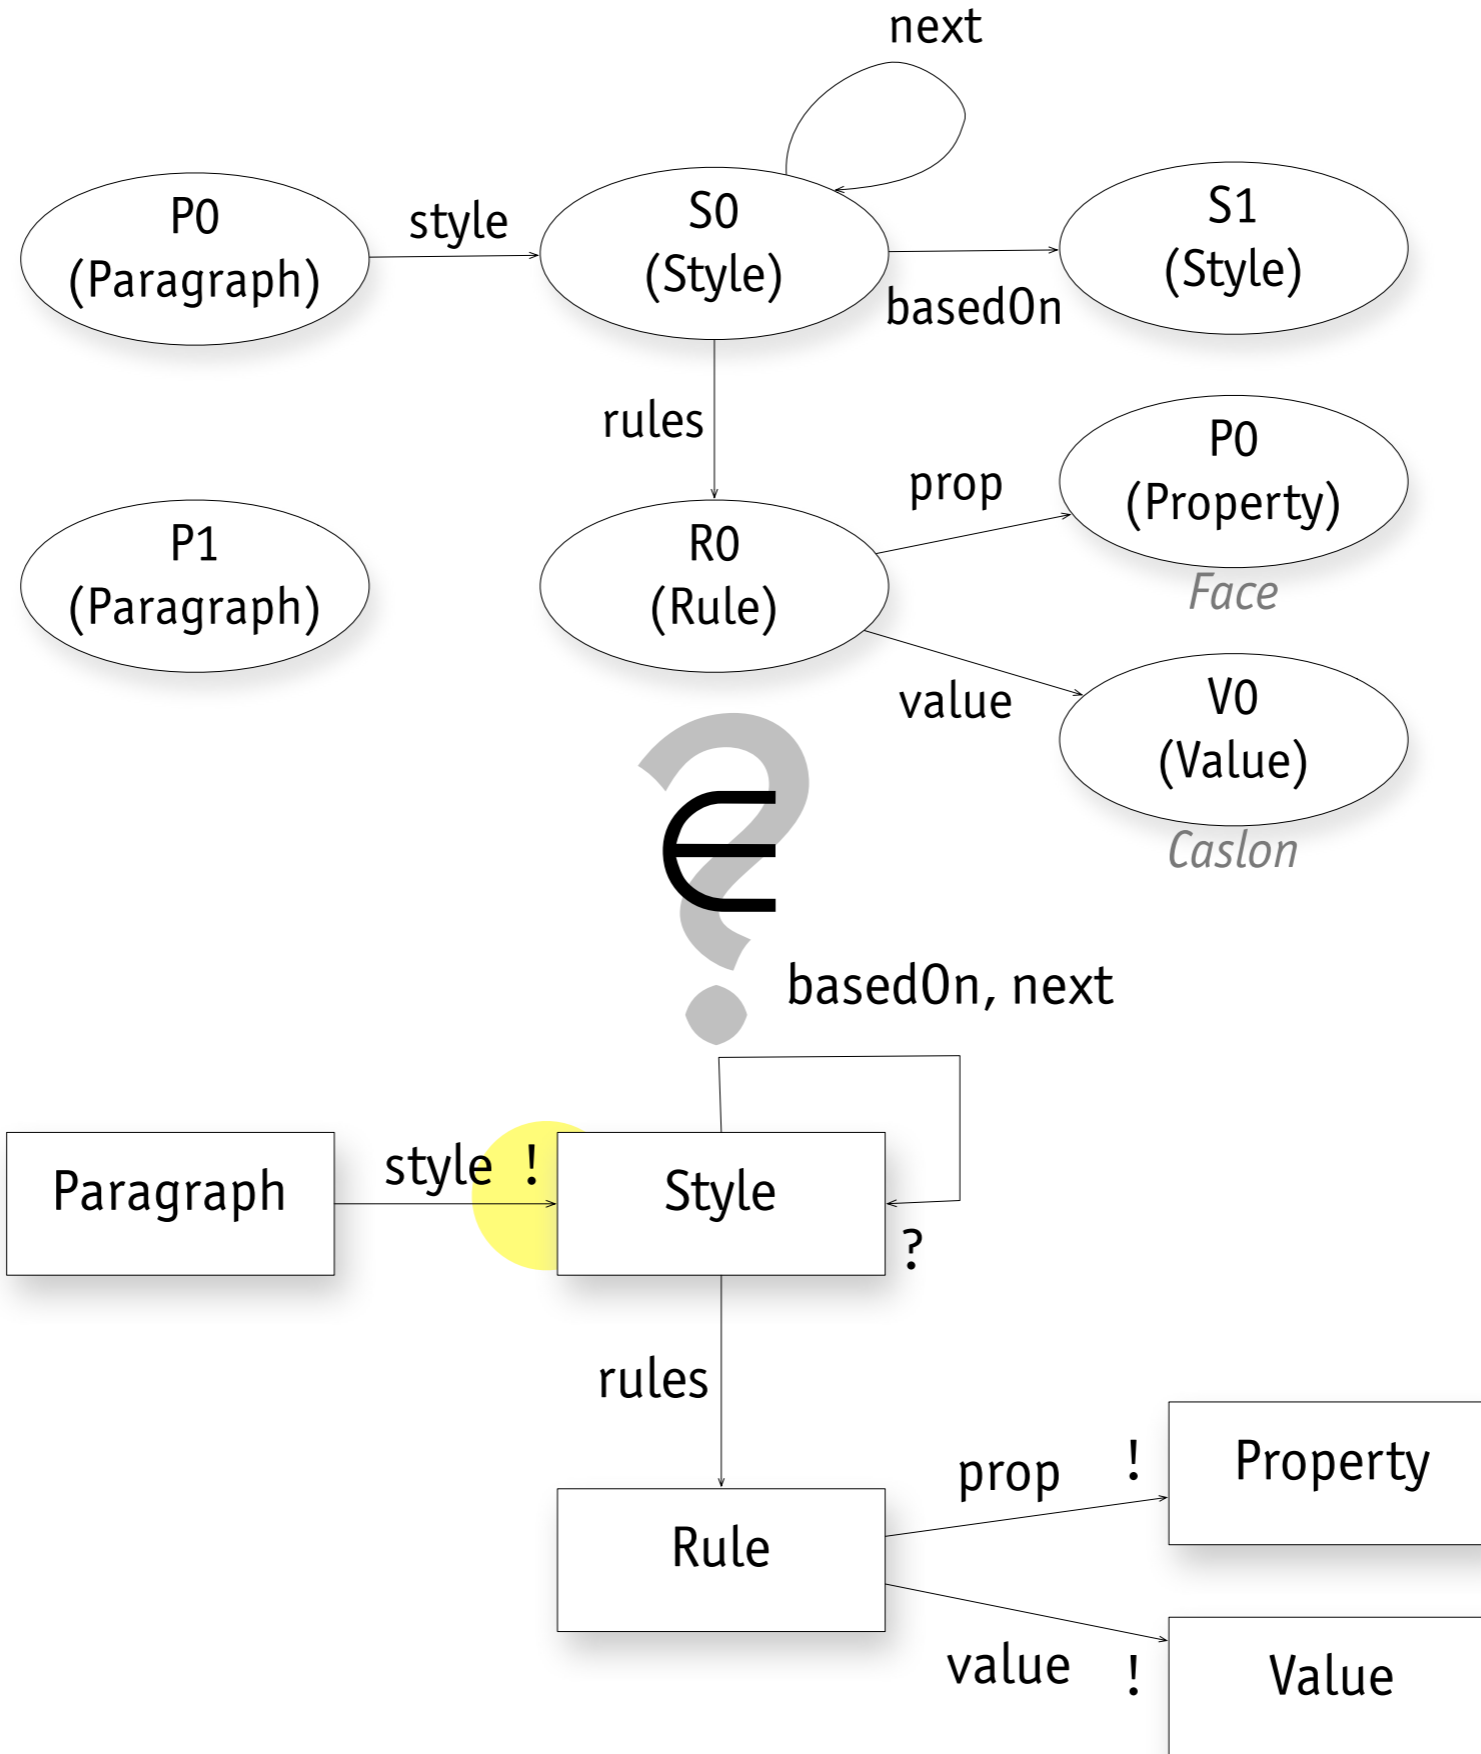 next
P0
(Paragraph)
style
S0
(Style)
S1
(Style)
basedOn
rules
P1
(Paragraph)
R0
(Rule)
prop
P0
(Property)
Face
value
V0
(Value)
Caslon
?
∈
basedOn, next
Paragraph
style !
Style
?
rules
Rule
prop !
Property
value !
Value